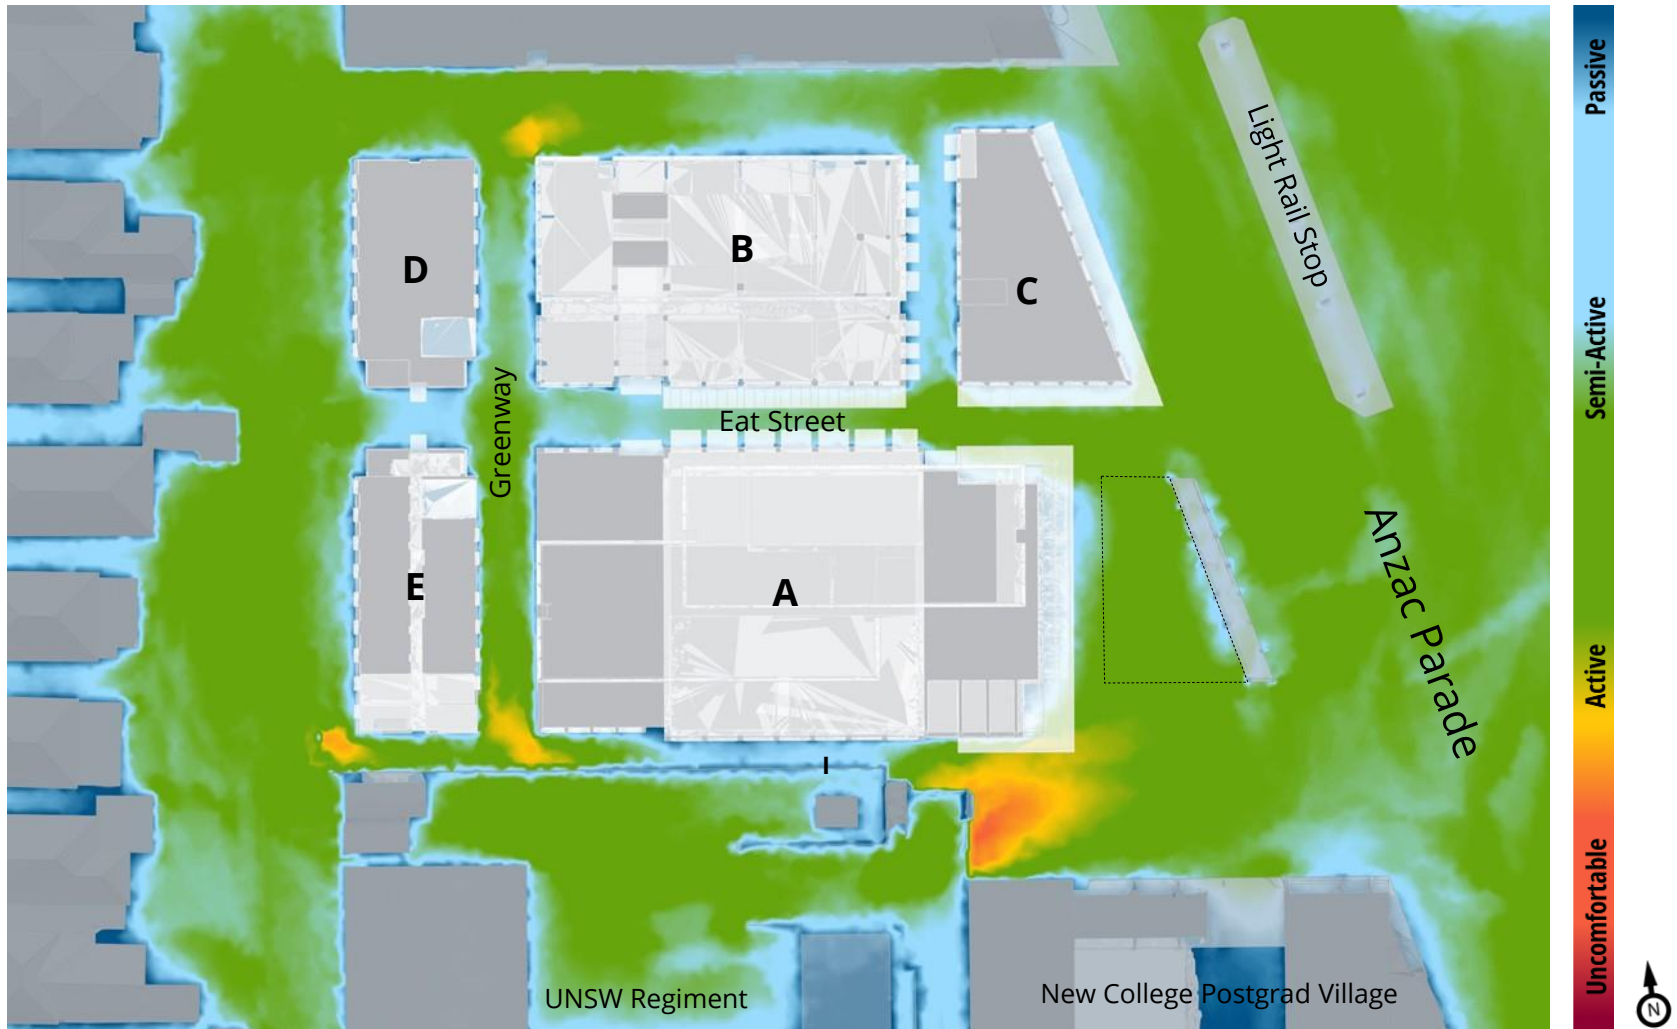 Light Rail Stop
D
B
C
Greenway
Eat Street
E
A
Anzac Parade
I
UNSW Regiment
New College Postgrad Village
Passive
Semi-Active
Active
Uncomfortable
N